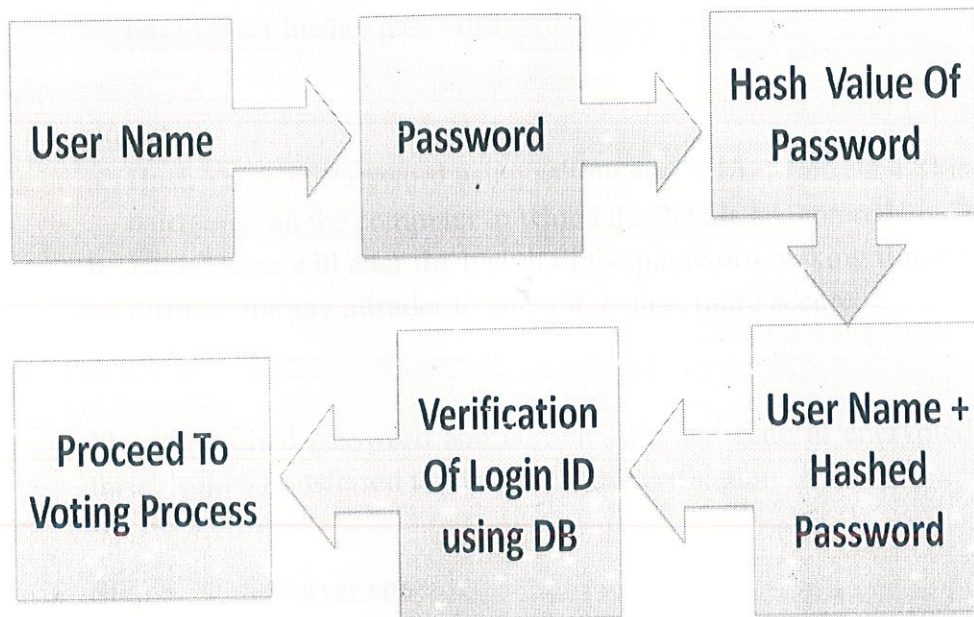 User Name
Password
Hash Value Of
Password
User Name +
Hashed
Password
Verification
Of Login ID
using DB
Proceed To
Voting Process